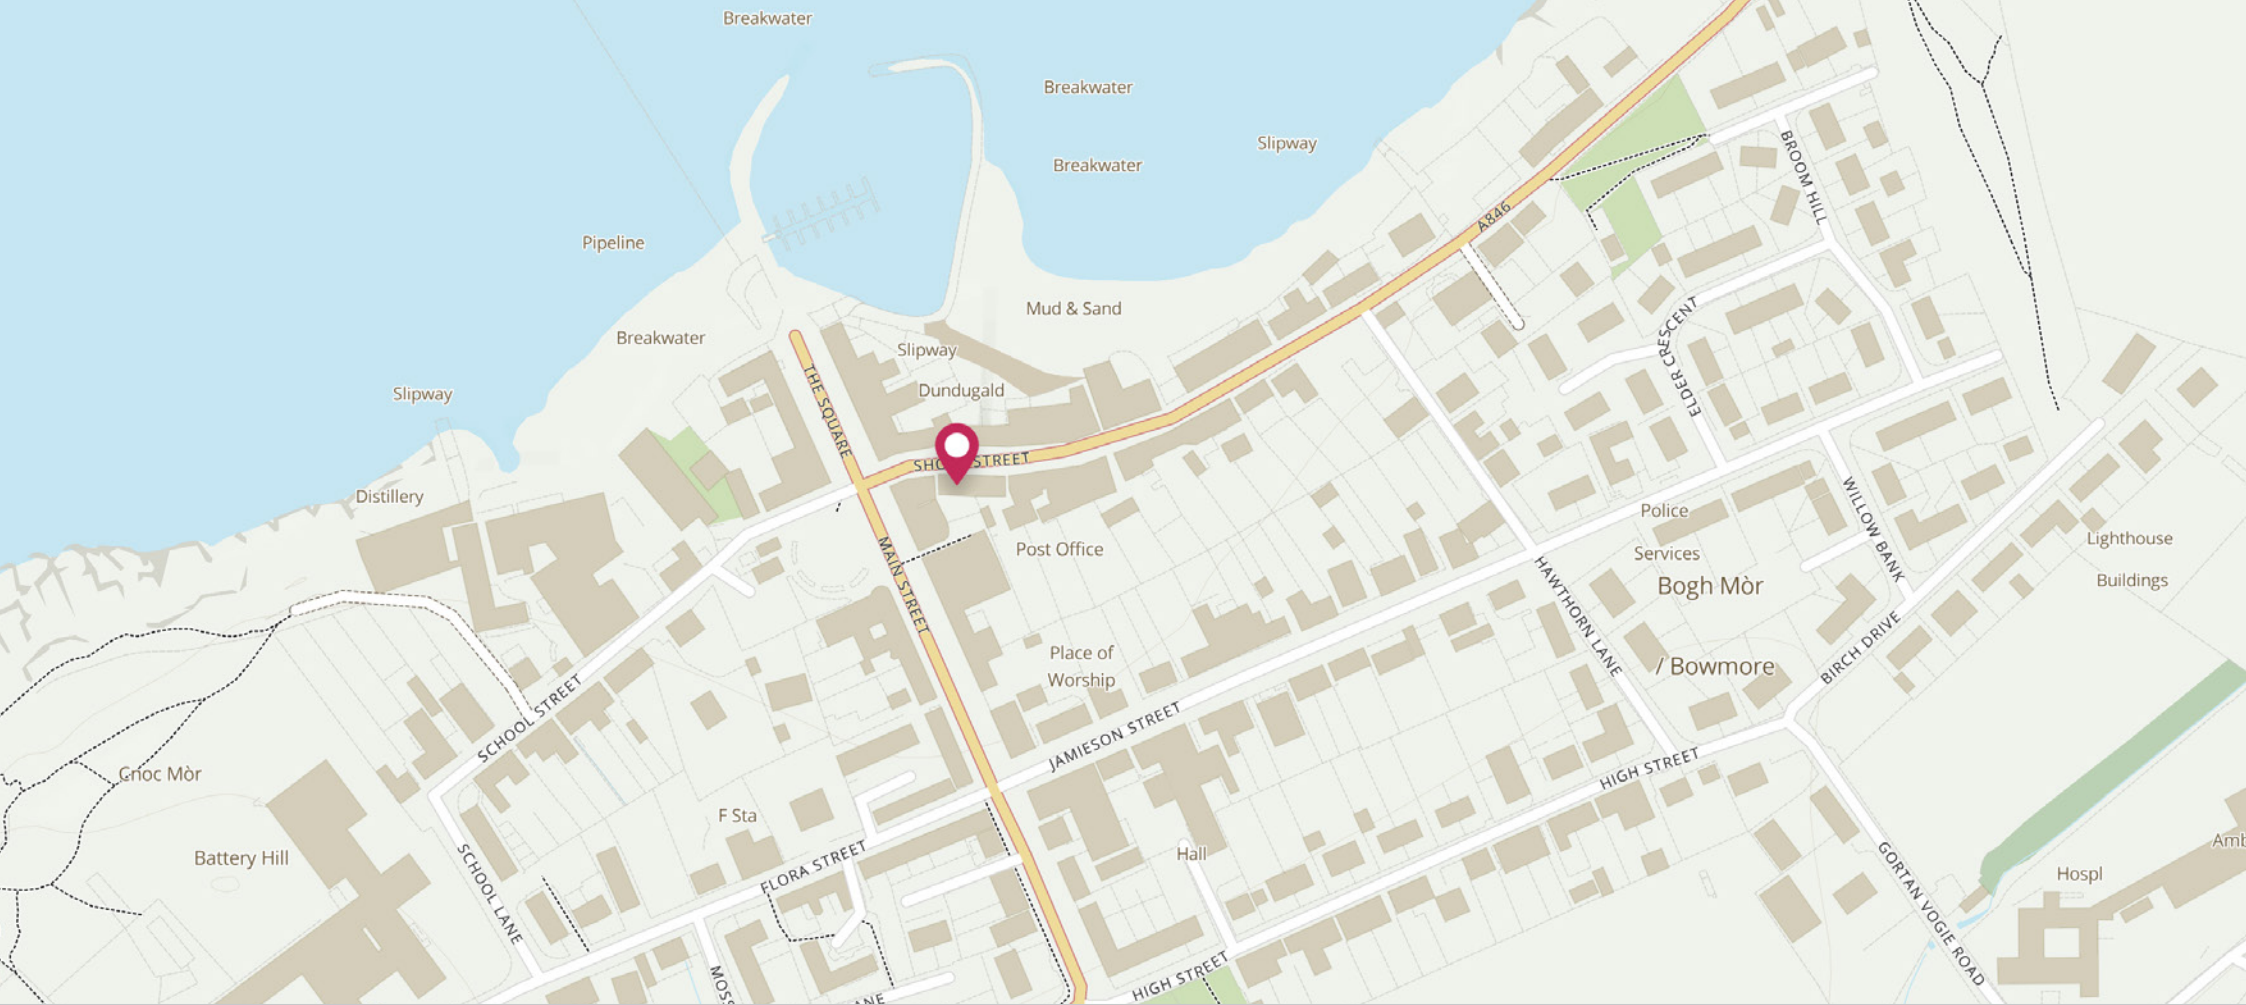 Breakwater
Breakwater
Slipway
Breakwater
BROOM HILL
A846
Pipeline
Mud & Sand
Breakwater
Slipway
ELDER CRESCENT
Dundugald
Slipway
THE SQUARE
STREET
Distillery
Police
Services
WILLOW BANK
Lighthouse
Buildings
Bogh Mòr
/ Bowmore
MAIN STREET
Post Office
HAWTHORN LANE
Place of
Worship
BIRCH DRIVE
SCHOOL STREET
JAMIESON STREET
Cnoc Mòr
HIGH STREET
F Sta
Battery Hill
SCHOOL LANE
FLORA STREET
Hall
GORTAN VOGIE ROAD
Hospl
HIGH STREET